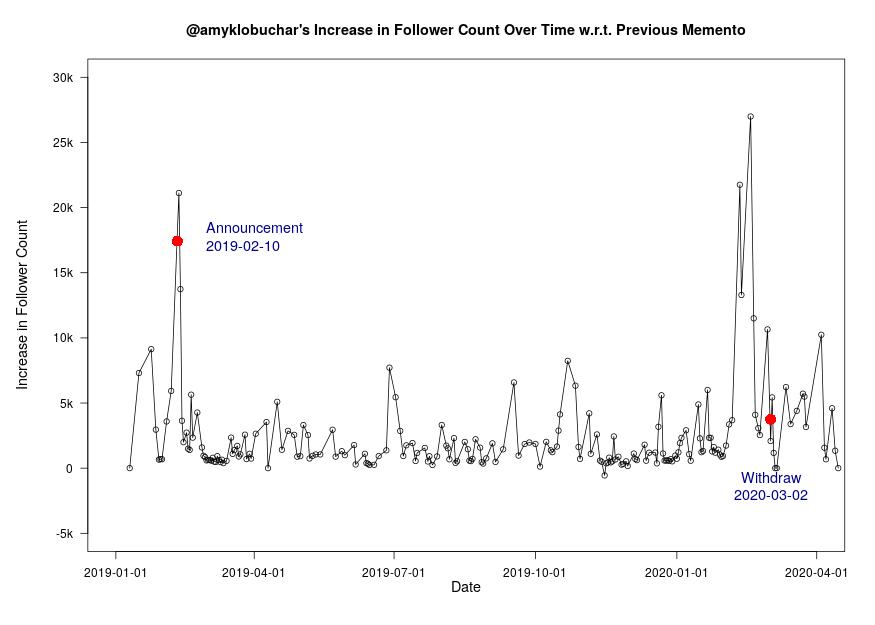 @amyklobuchar's Increase in Follower Count Over Time w.r.t. Previous Memento
30k
25k
20k
15k
10k
5k
0
-5k
Increase in Follower Count
Announcement
2019-02-10
Withdraw
2020-03-02
2019-01-01
2019-04-01
2019-07-01
2019-10-01
2020-01-01
2020-04-01
Date